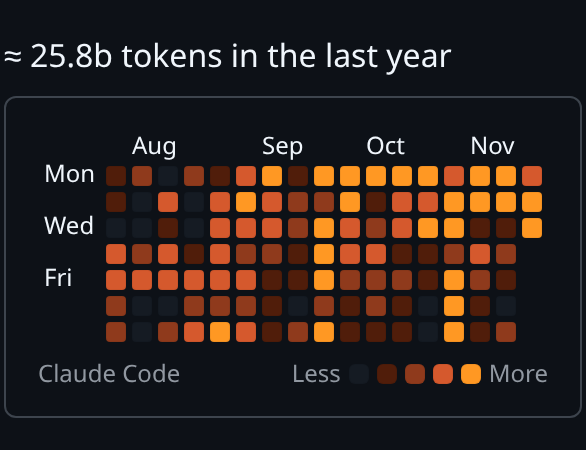 ≈ 25.8b tokens in the last year
Aug Sep Oct Nov
Mon
Wed
Fri
Claude Code Less More